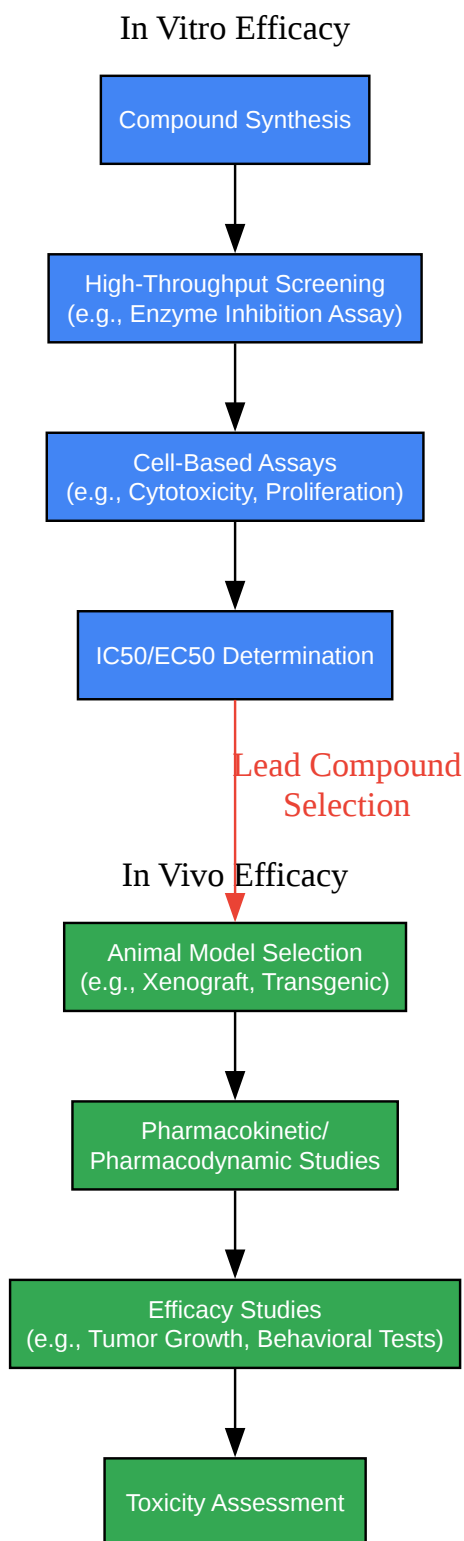 In Vitro Efficacy
Compound Synthesis
High-Throughput Screening
(e.g., Enzyme Inhibition Assay)
Cell-Based Assays
(e.g., Cytotoxicity, Proliferation)
IC50/EC50 Determination
Lead Compound
Selection
In Vivo Efficacy
Animal Model Selection
(e.g., Xenograft, Transgenic)
Pharmacokinetic/
Pharmacodynamic Studies
Efficacy Studies
(e.g., Tumor Growth, Behavioral Tests)
Toxicity Assessment